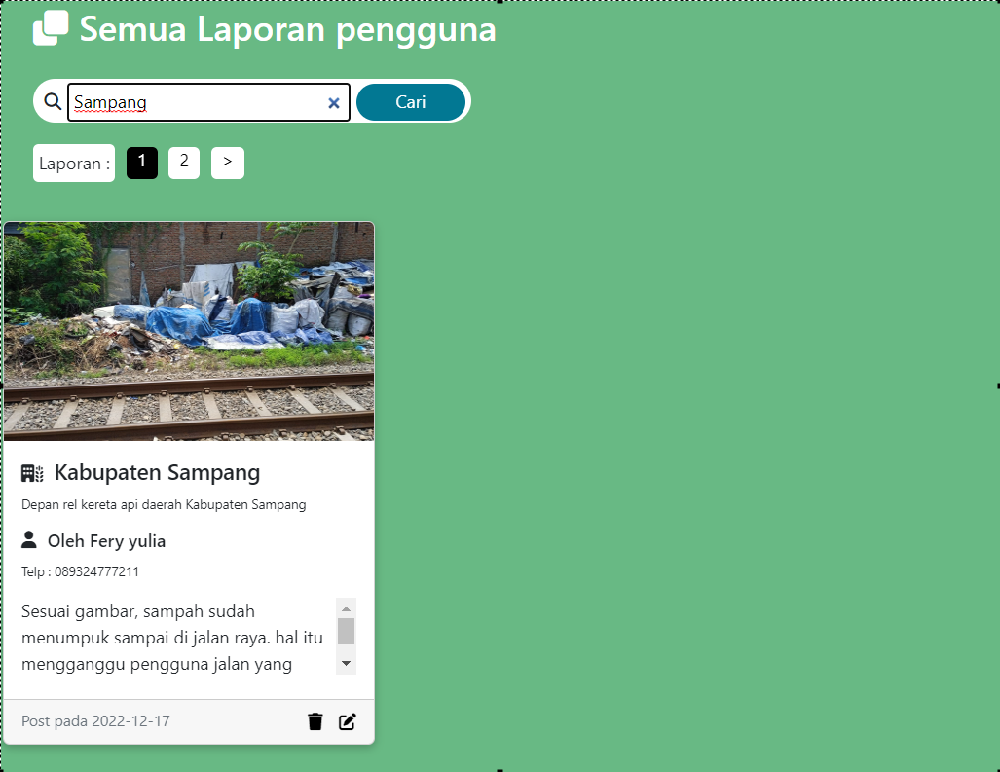 Semua Laporan pengguna
Sampang
Cari
Laporan :
1
2
>
Kabupaten Sampang
Depan rel kereta api daerah Kabupaten Sampang
Oleh Fery yulia
Telp : 089324777211
Sesuai gambar, sampah sudah
menumpuk sampai di jalan raya. hal itu
mengganggu pengguna jalan yang
Post pada 2022-12-17